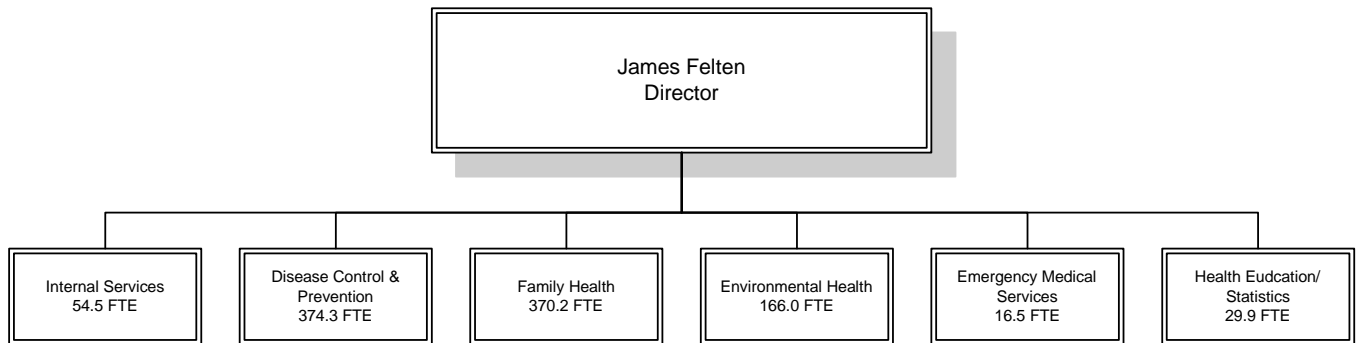 James Felten
Director
Internal Services
54.5 FTE
Disease Control &
Prevention
374.3 FTE
Family Health
370.2 FTE
Environmental Health
166.0 FTE
Emergency Medical
Services
16.5 FTE
Health Eudcation/
Statistics
29.9 FTE